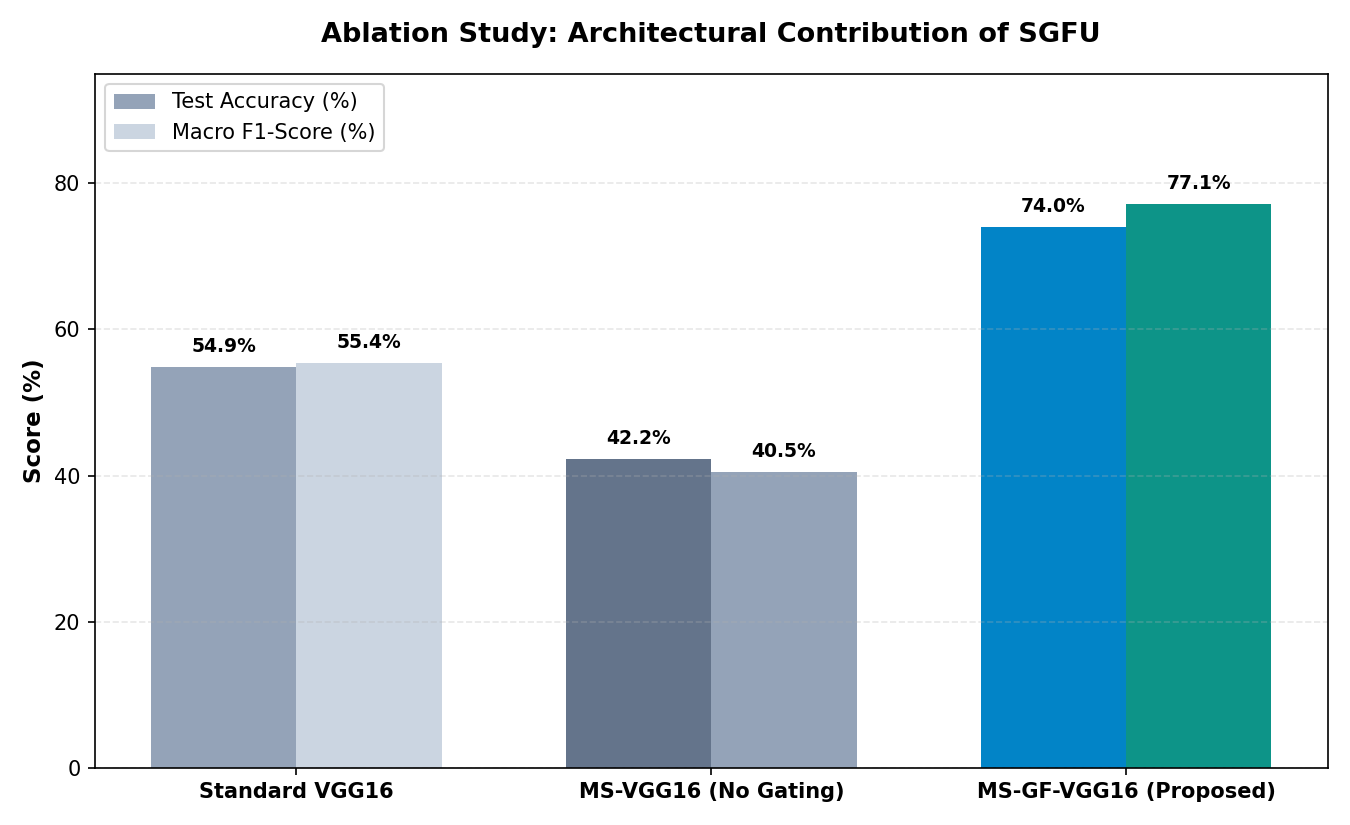 Ablation Study: Architectural Contribution of SGFU
Test Accuracy (%)
Macro F1-Score (%)
Score (%)
80
60
40
20
0
54.9%
55.4%
42.2%
40.5%
74.0%
77.1%
Standard VGG16
MS-VGG16 (No Gating)
MS-GF-VGG16 (Proposed)